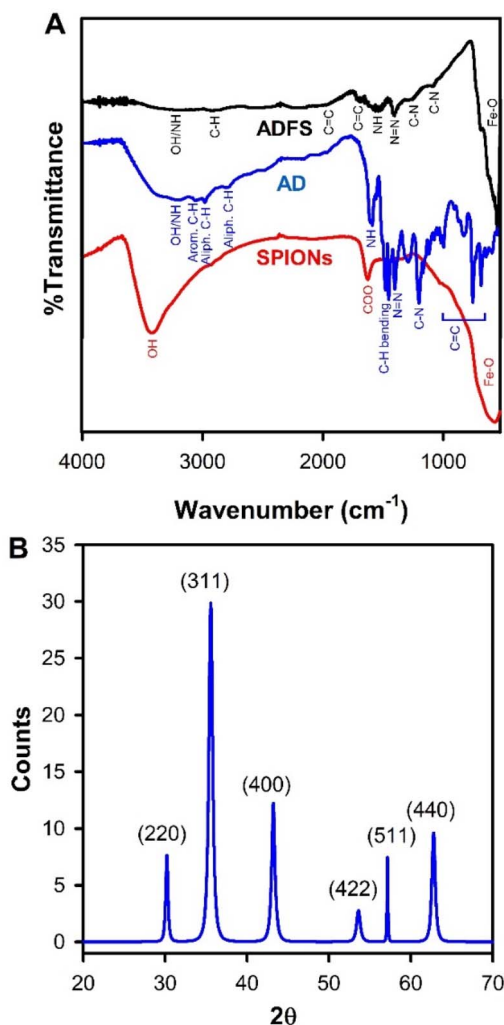 A
%Transmittance
ADFS
AD
SPIONs
OH/NH
C-H
C=C
C=C
NH
N=N
C-N
C-N
Fe-O
OH/NH
Arom. C-H
Aliph. C-H
Aliph. C-H
NH
C-H bending
N=N
C-N
C=C
OH
COO
Fe-O
4000 3000 2000 1000
Wavenumber (cm⁻¹)
B
Counts
35
30
25
20
15
10
5
0
(220)
(311)
(400)
(422)
(511)
(440)
20 30 40 50 60 70
2θ